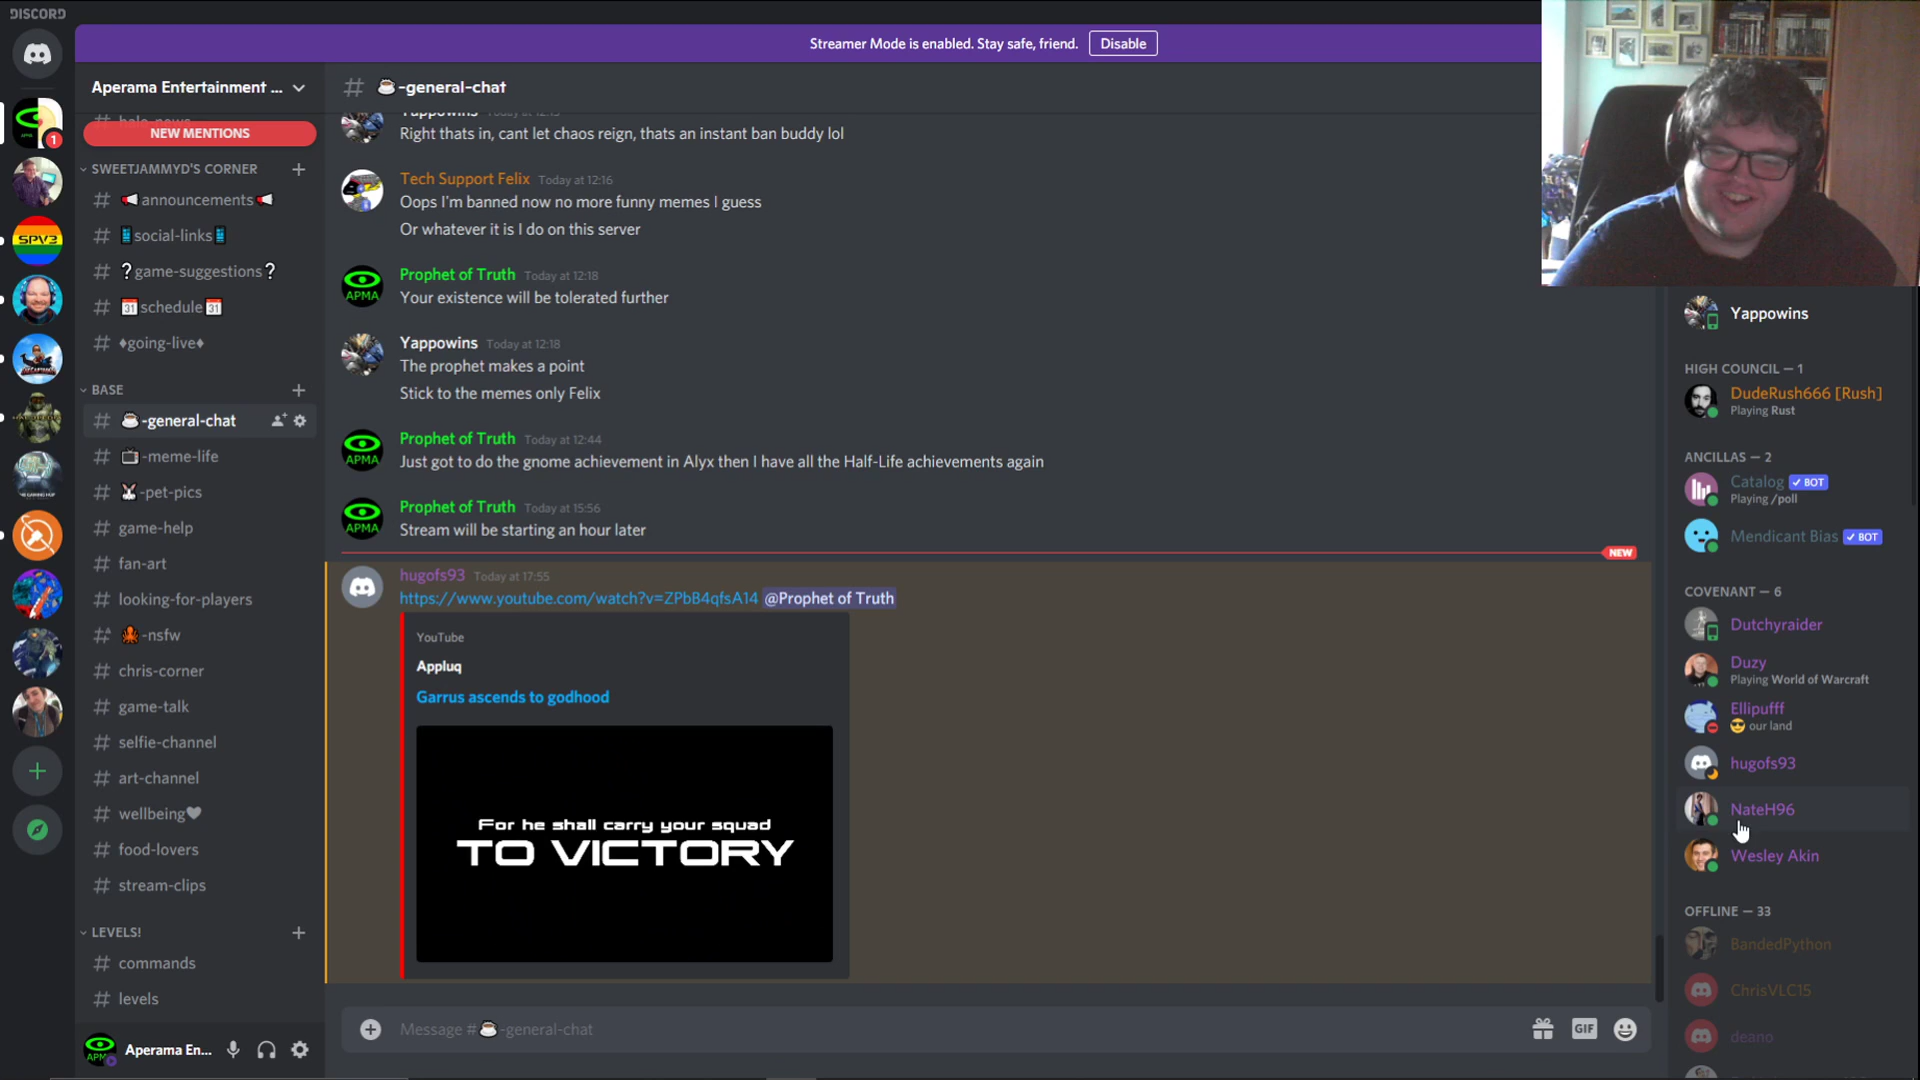 DISCORD
Streamer Mode is enabled. Stay safe, friend.
Disable
Aperama Entertainment ...
NEW MENTIONS
1
SPV3
SWEETJAMMYD'S CORNER
# 📢announcements📢
# 📱social-links📱
# ❓game-suggestions❓
# 📅schedule📅
# ♦going-live♦
BASE
# ☕-general-chat
# 📺-meme-life
# 🐰-pet-pics
# game-help
# fan-art
# looking-for-players
# 🐙-nsfw
# chris-corner
# game-talk
# selfie-channel
# art-channel
# wellbeing🖤
# food-lovers
# stream-clips
LEVELS!
# commands
# levels
Aperama En...
# ☕-general-chat
Right thats in, cant let chaos reign, thats an instant ban buddy lol
Tech Support Felix Today at 12:16
Oops I'm banned now no more funny memes I guess
Or whatever it is I do on this server
APMA
Prophet of Truth Today at 12:18
Your existence will be tolerated further
Yappowins Today at 12:18
The prophet makes a point
Stick to the memes only Felix
APMA
Prophet of Truth Today at 12:44
Just got to do the gnome achievement in Alyx then I have all the Half-Life achievements again
APMA
Prophet of Truth Today at 15:56
Stream will be starting an hour later
NEW
hugofs93 Today at 17:55
https://www.youtube.com/watch?v=ZPbB4qfsA14 @Prophet of Truth
YouTube
Appluq
Garrus ascends to godhood
For he shall carry your squad
TO VICTORY
Message #☕-general-chat
GIF
Yappowins
HIGH COUNCIL — 1
DudeRush666 [Rush]
Playing Rust
ANCILLAS — 2
Catalog ✓ BOT
Playing /poll
Mendicant Bias ✓ BOT
COVENANT — 6
Dutchyraider
Duzy
Playing World of Warcraft
Ellipufff
😎 our land
hugofs93
NateH96
Wesley Akin
OFFLINE — 33
BandedPython
ChrisVLC15
deano